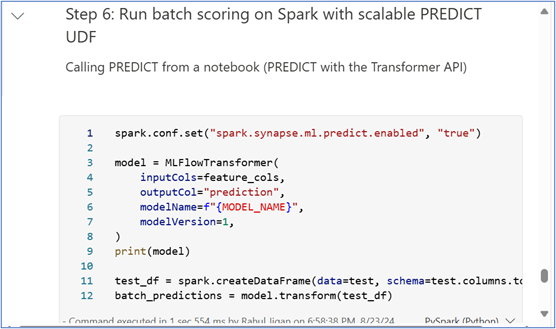 Step 6: Run batch scoring on Spark with scalable PREDICT
UDF
Calling PREDICT from a notebook (PREDICT with the Transformer API)
1 spark.conf.set("spark.synapse.ml.predict.enabled", "true")
2
3 model = MLFlowTransformer(
4     inputCols=feature_cols,
5     outputCol="prediction",
6     modelName=f"{MODEL_NAME}",
7     modelVersion=1,
8 )
9 print(model)
10
11 test_df = spark.createDataFrame(data=test, schema=test.columns.to
12 batch_predictions = model.transform(test_df)
- Command executed in 1 sec 554 ms by Rahul Jigan on 6:58:38 PM, 8/23/24 PySpark (Python)